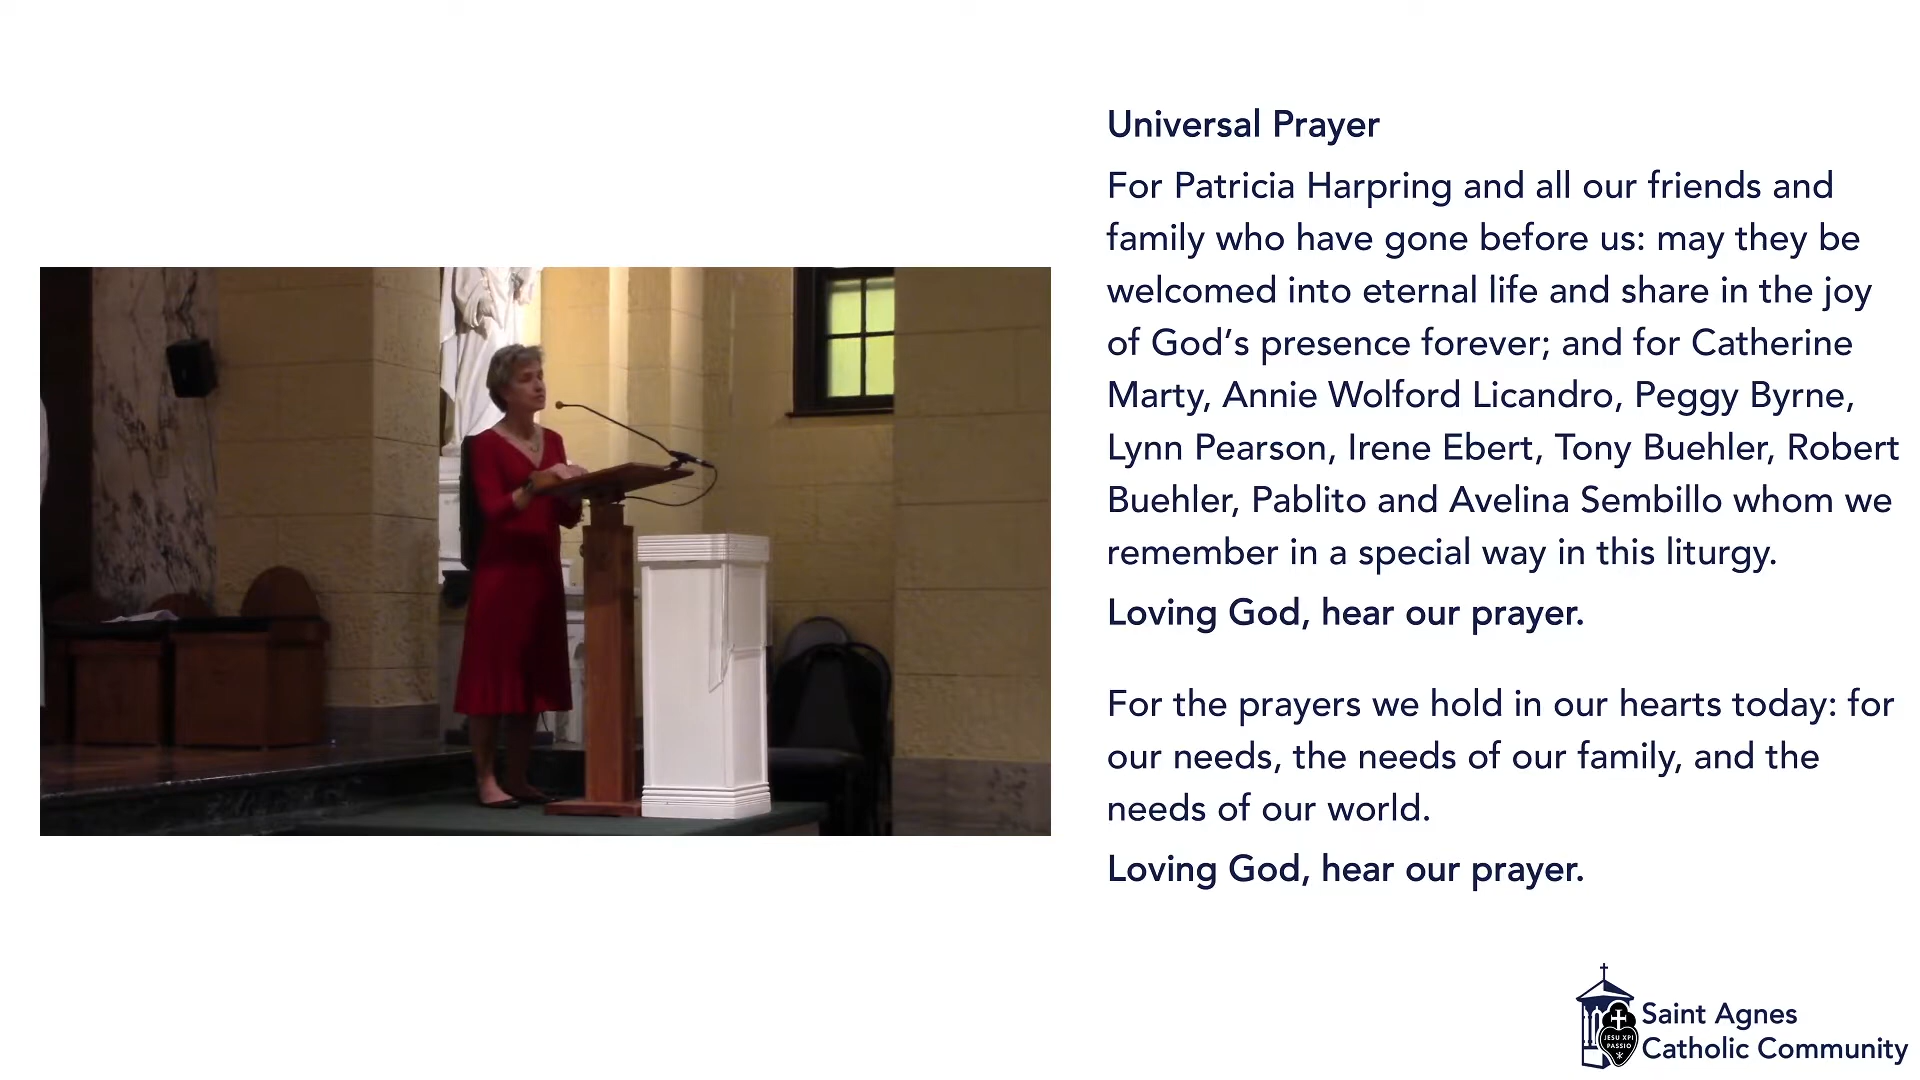 Universal Prayer
For Patricia Harpring and all our friends and
family who have gone before us: may they be
welcomed into eternal life and share in the joy
of God’s presence forever; and for Catherine
Marty, Annie Wolford Licandro, Peggy Byrne,
Lynn Pearson, Irene Ebert, Tony Buehler, Robert
Buehler, Pablito and Avelina Sembillo whom we
remember in a special way in this liturgy.
Loving God, hear our prayer.
For the prayers we hold in our hearts today: for
our needs, the needs of our family, and the
needs of our world.
Loving God, hear our prayer.
Saint Agnes
Catholic Community
JESU XPI
PASSIO